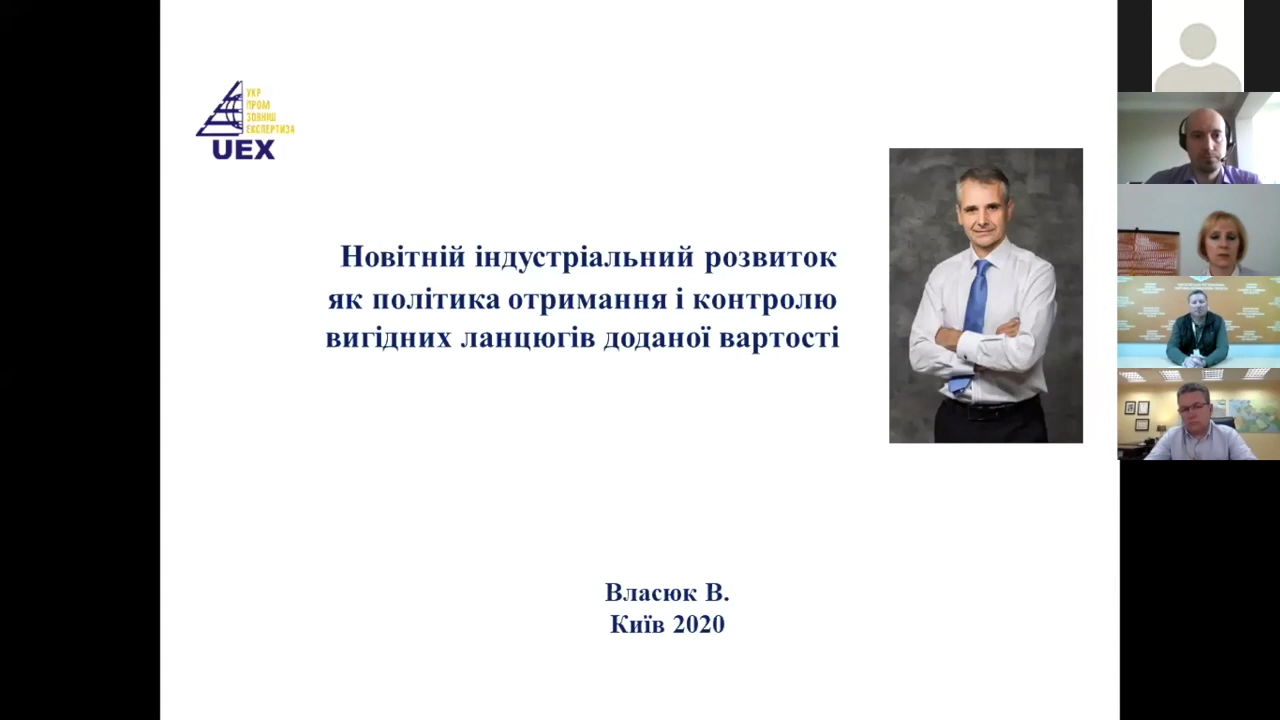 УКР
ПРОМ
ЗОВНІШ
ЕКСПЕРТИЗА
UEX
Новітній індустріальний розвиток
як політика отримання і контролю
вигідних ланцюгів доданої вартості
Власюк В.
Київ 2020